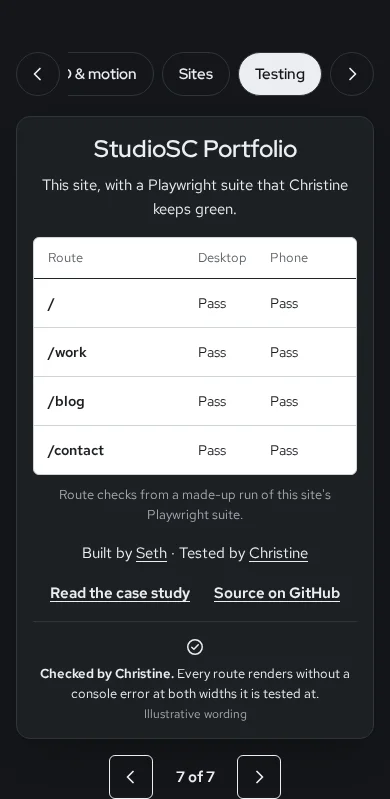 & motion
Sites
Testing
StudioSC Portfolio
This site, with a Playwright suite that Christine
keeps green.
Route Desktop Phone
/ Pass Pass
/work Pass Pass
/blog Pass Pass
/contact Pass Pass
Route checks from a made-up run of this site's
Playwright suite.
Built by Seth · Tested by Christine
Read the case study
Source on GitHub
Checked by Christine. Every route renders without a
console error at both widths it is tested at.
Illustrative wording
7 of 7